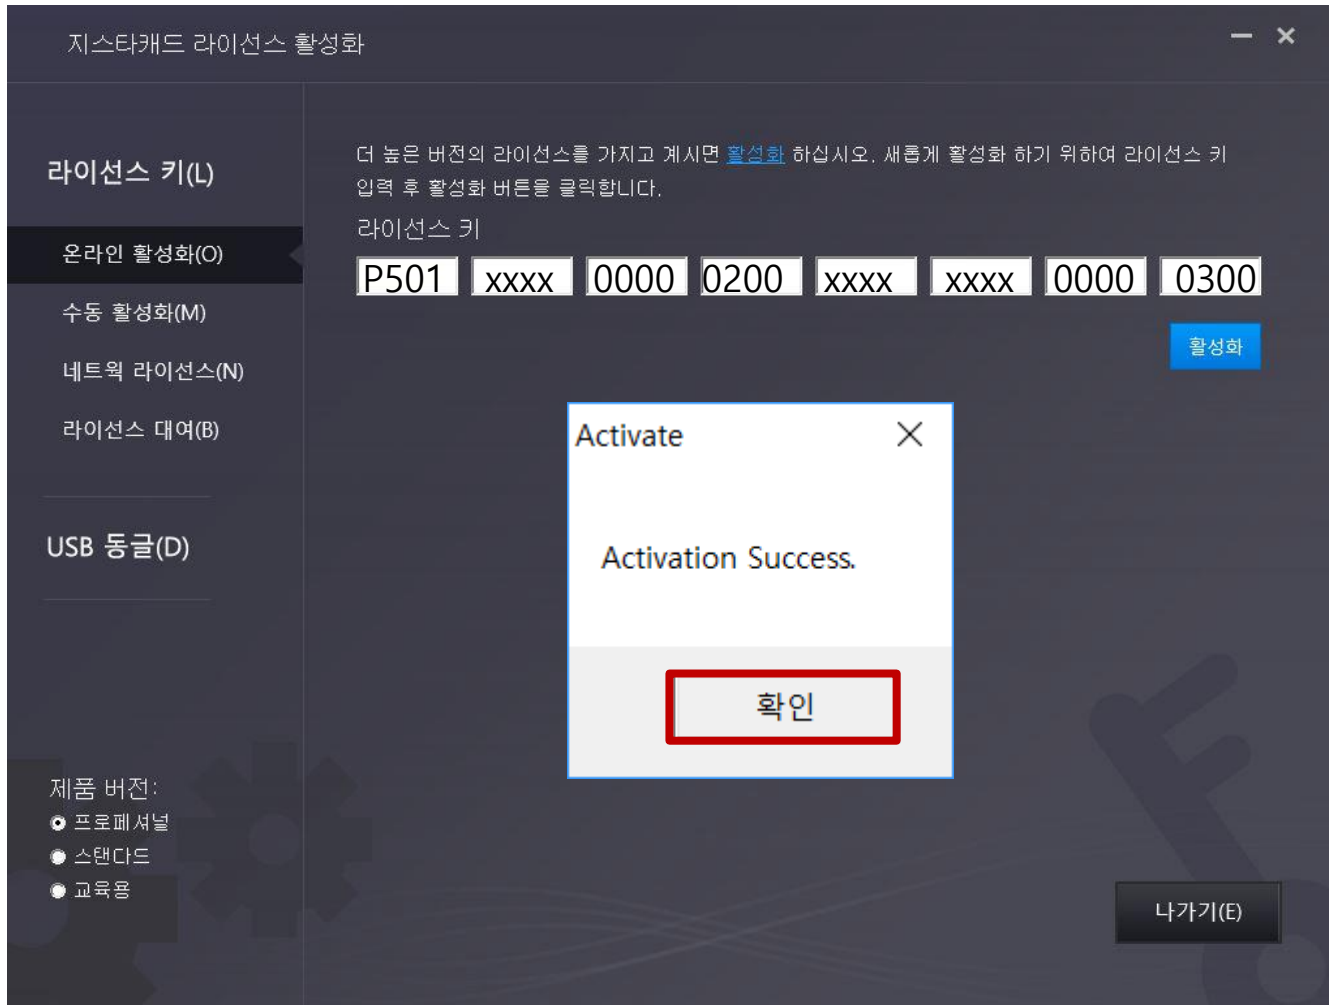 지스타캐드 라이선스 활성화
라이선스 키(L)
온라인 활성화(O)
수동 활성화(M)
네트웍 라이선스(N)
라이선스 대여(B)
USB 동글(D)
제품 버전:
프로페셔널
스탠다드
교육용
더 높은 버전의 라이선스를 가지고 계시면 활성화 하십시오. 새롭게 활성화 하기 위하여 라이선스 키
입력 후 활성화 버튼을 클릭합니다.
라이선스 키
P501 xxxx 0000 0200 xxxx xxxx 0000 0300
활성화
Activate
Activation Success.
확인
나가기(E)